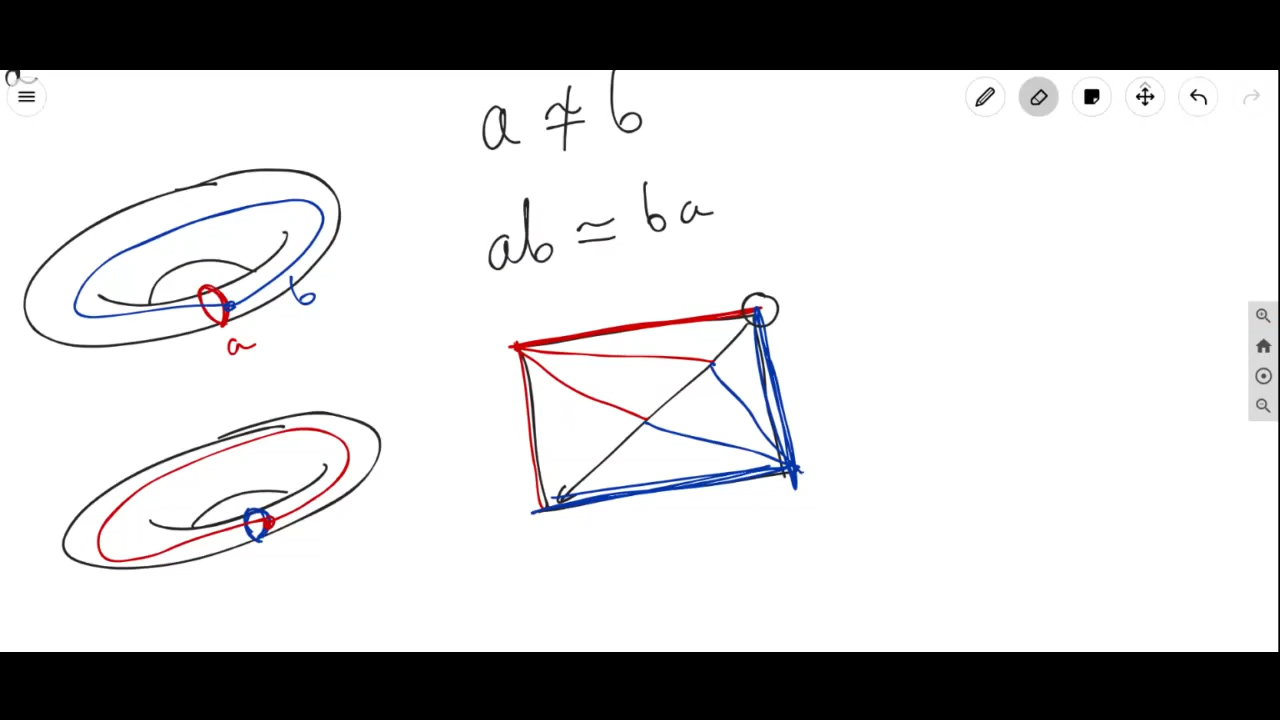 a ≄ b
ab ≃ ba
b
a